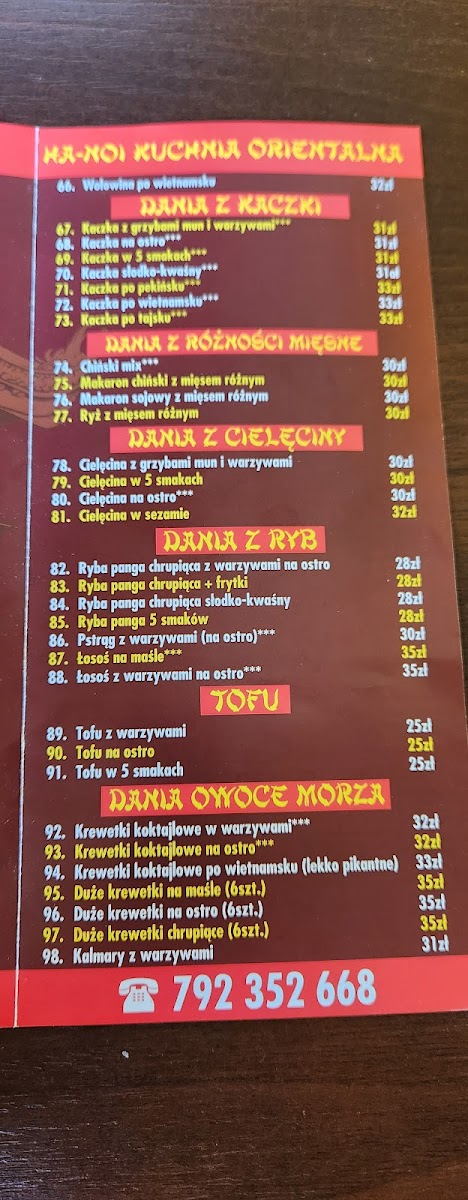 HA-NOI KUCHNIA ORIENTALNA
66. Wołowina po wietnamsku 32zł
DANIA Z KACZKI
67. Kaczka z grzybami mun i warzywami*** 31zł
68. Kaczka na ostro*** 31zł
69. Kaczka w 5 smakach*** 31zł
70. Kaczka słodko-kwaśny*** 31zł
71. Kaczka po pekińsku*** 33zł
72. Kaczka po wietnamsku*** 33zł
73. Kaczka po tajsku*** 33zł
DANIA Z RÓŻNOŚCI MIĘSNE
74. Chiński mix*** 30zł
75. Makaron chiński z mięsem różnym 30zł
76. Makaron sojowy z mięsem różnym 30zł
77. Ryż z mięsem różnym 30zł
DANIA Z CIELĘCINY
78. Cielęcina z grzybami mun i warzywami 30zł
79. Cielęcina w 5 smakach 30zł
80. Cielęcina na ostro*** 30zł
81. Cielęcina w sezamie 32zł
DANIA Z RYB
82. Ryba panga chrupiąca z warzywami na ostro 28zł
83. Ryba panga chrupiąca + frytki 28zł
84. Ryba panga chrupiąca słodko-kwaśny 28zł
85. Ryba panga 5 smaków 28zł
86. Pstrąg z warzywami (na ostro)*** 30zł
87. Łosoś na maśle*** 35zł
88. Łosoś z warzywami na ostro*** 35zł
TOFU
89. Tofu z warzywami 25zł
90. Tofu na ostro 25zł
91. Tofu w 5 smakach 25zł
DANIA OWOCE MORZA
92. Krewetki koktajlowe w warzywami*** 32zł
93. Krewetki koktajlowe na ostro*** 32zł
94. Krewetki koktajlowe po wietnamsku (lekko pikantne) 33zł
95. Duże krewetki na maśle (6szt.) 35zł
96. Duże krewetki na ostro (6szt.) 35zł
97. Duże krewetki chrupiące (6szt.) 35zł
98. Kalmary z warzywami 31zł
792 352 668